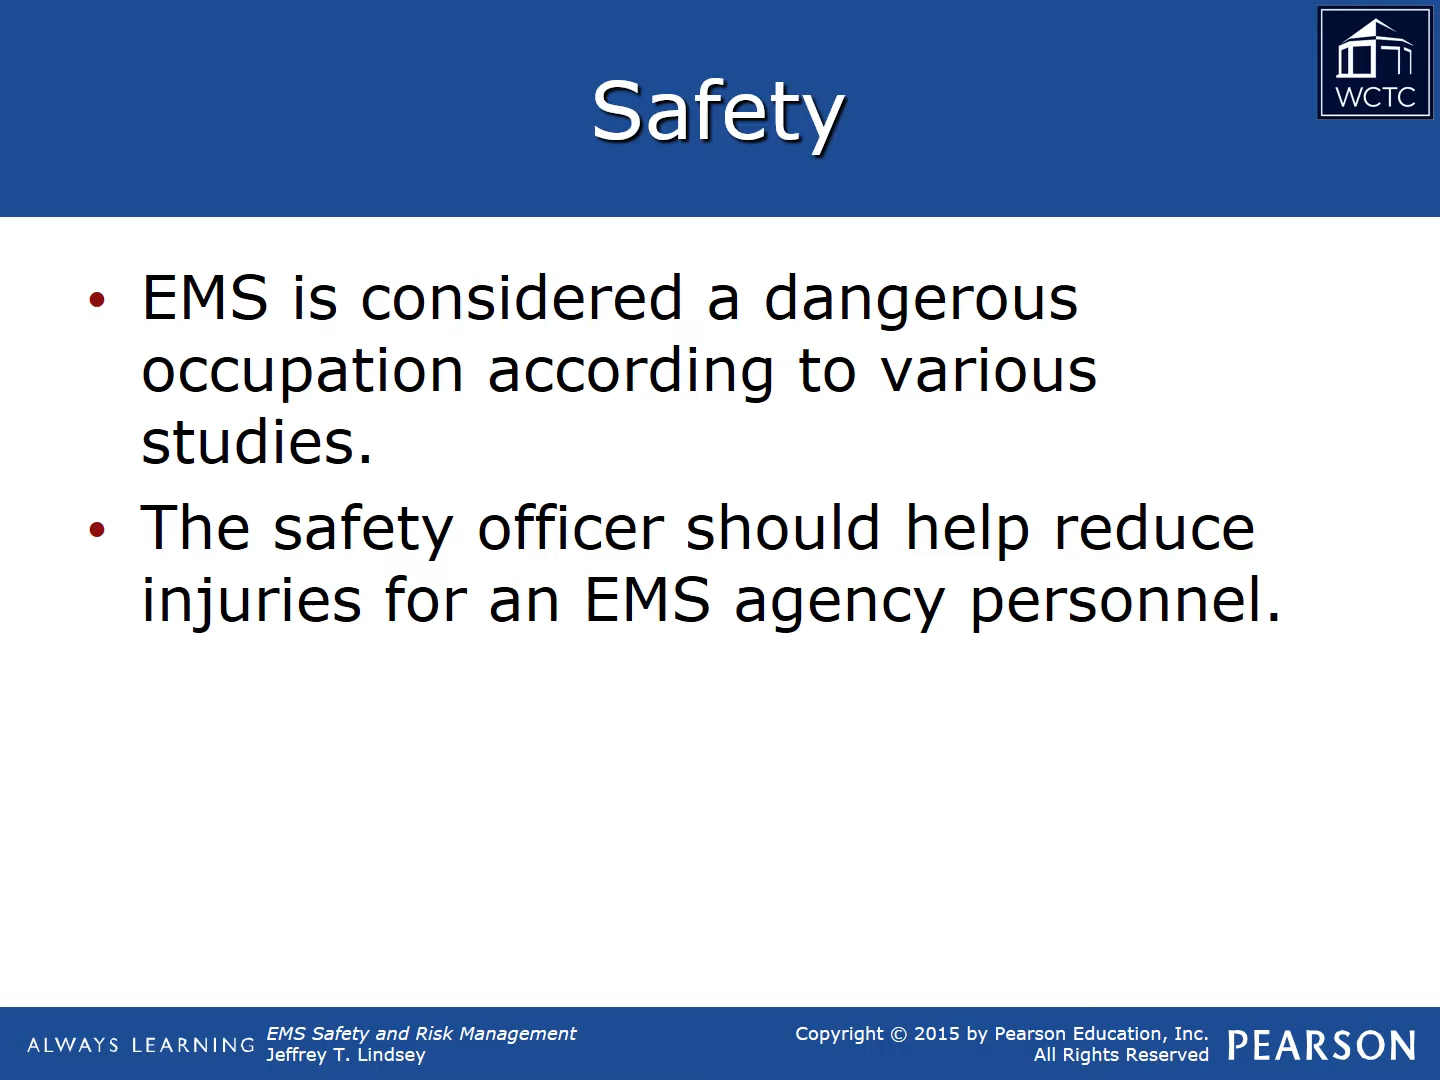 Safety
WCTC
• EMS is considered a dangerous
occupation according to various
studies.
• The safety officer should help reduce
injuries for an EMS agency personnel.
ALWAYS LEARNING
EMS Safety and Risk Management
Jeffrey T. Lindsey
Copyright © 2015 by Pearson Education, Inc.
All Rights Reserved
PEARSON